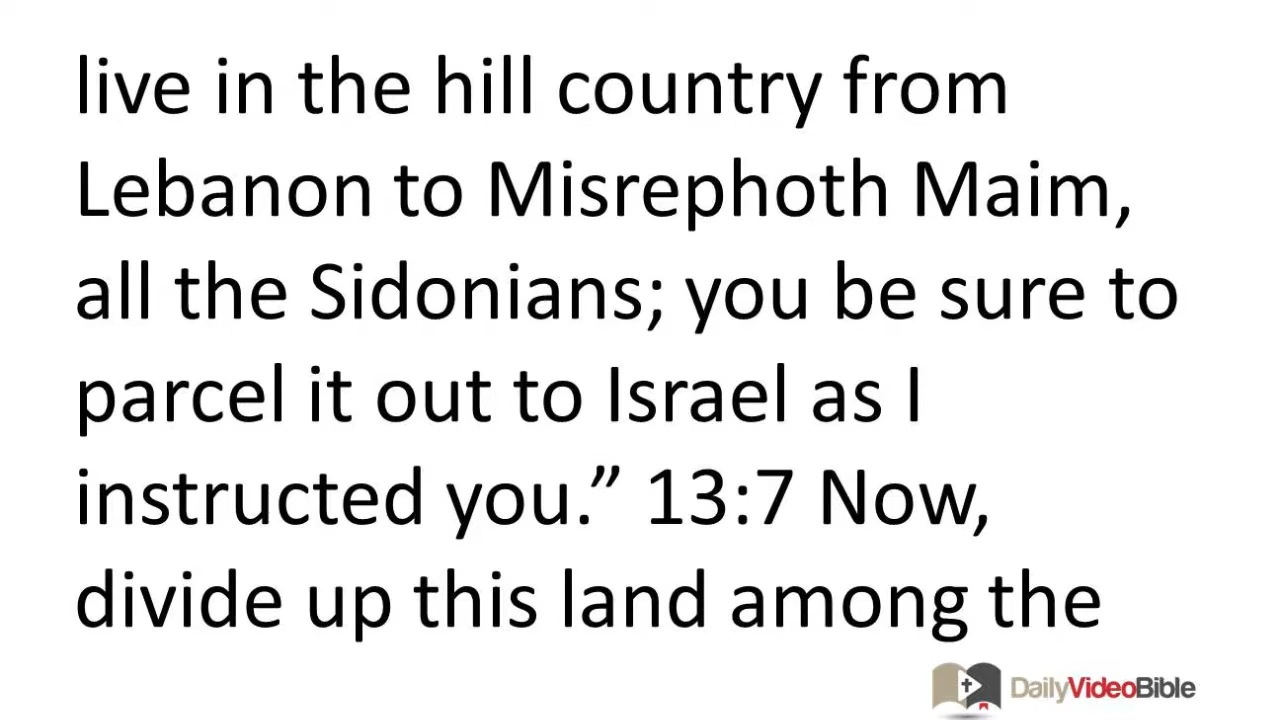 live in the hill country from
Lebanon to Misrephoth Maim,
all the Sidonians; you be sure to
parcel it out to Israel as I
instructed you.” 13:7 Now,
divide up this land among the
DailyVideoBible